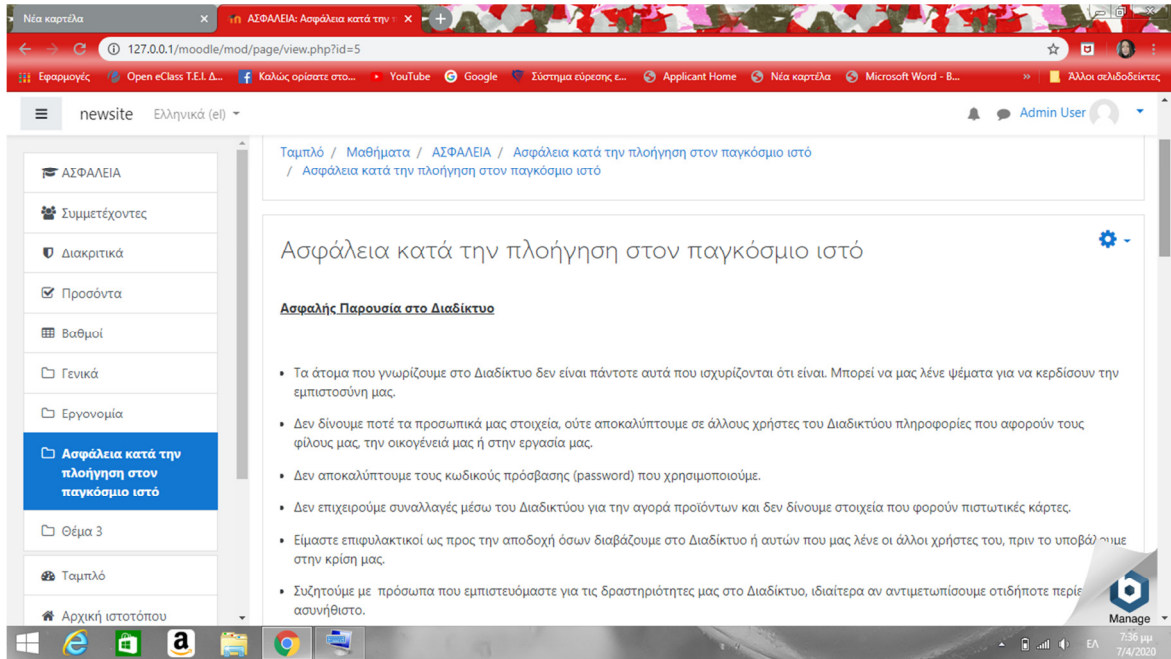 Νέα καρτέλα
ΑΣΦΑΛΕΙΑ: Ασφάλεια κατά την
127.0.0.1/moodle/mod/page/view.php?id=5
Εφαρμογές Open eClass T.E.I. Δ... Καλώς ορίσατε στο... YouTube Google Σύστημα εύρεσης ε... Applicant Home Νέα καρτέλα Microsoft Word - B... » Άλλοι σελιδοδείκτες
newsite Ελληνικά (el) Admin User
ΑΣΦΑΛΕΙΑ
Συμμετέχοντες
Διακριτικά
Προσόντα
Βαθμοί
Γενικά
Εργονομία
Ασφάλεια κατά την
πλοήγηση στον
παγκόσμιο ιστό
Θέμα 3
Ταμπλό
Αρχική ιστοτόπου
Ταμπλό / Μαθήματα / ΑΣΦΑΛΕΙΑ / Ασφάλεια κατά την πλοήγηση στον παγκόσμιο ιστό
/ Ασφάλεια κατά την πλοήγηση στον παγκόσμιο ιστό
Ασφάλεια κατά την πλοήγηση στον παγκόσμιο ιστό
Ασφαλής Παρουσία στο Διαδίκτυο
• Τα άτομα που γνωρίζουμε στο Διαδίκτυο δεν είναι πάντοτε αυτά που ισχυρίζονται ότι είναι. Μπορεί να μας λένε ψέματα για να κερδίσουν την
εμπιστοσύνη μας.
• Δεν δίνουμε ποτέ τα προσωπικά μας στοιχεία, ούτε αποκαλύπτουμε σε άλλους χρήστες του Διαδικτύου πληροφορίες που αφορούν τους
φίλους μας, την οικογένειά μας ή στην εργασία μας.
• Δεν αποκαλύπτουμε τους κωδικούς πρόσβασης (password) που χρησιμοποιούμε.
• Δεν επιχειρούμε συναλλαγές μέσω του Διαδικτύου για την αγορά προϊόντων και δεν δίνουμε στοιχεία που φορούν πιστωτικές κάρτες.
• Είμαστε επιφυλακτικοί ως προς την αποδοχή όσων διαβάζουμε στο Διαδίκτυο ή αυτών που μας λένε οι άλλοι χρήστες του, πριν το υποβάλουμε
στην κρίση μας.
• Συζητούμε με πρόσωπα που εμπιστευόμαστε για τις δραστηριότητες μας στο Διαδίκτυο, ιδιαίτερα αν αντιμετωπίσουμε οτιδήποτε περίε
ασυνήθιστο.
Manage
ΕΛ
7:36 μμ
7/4/2020